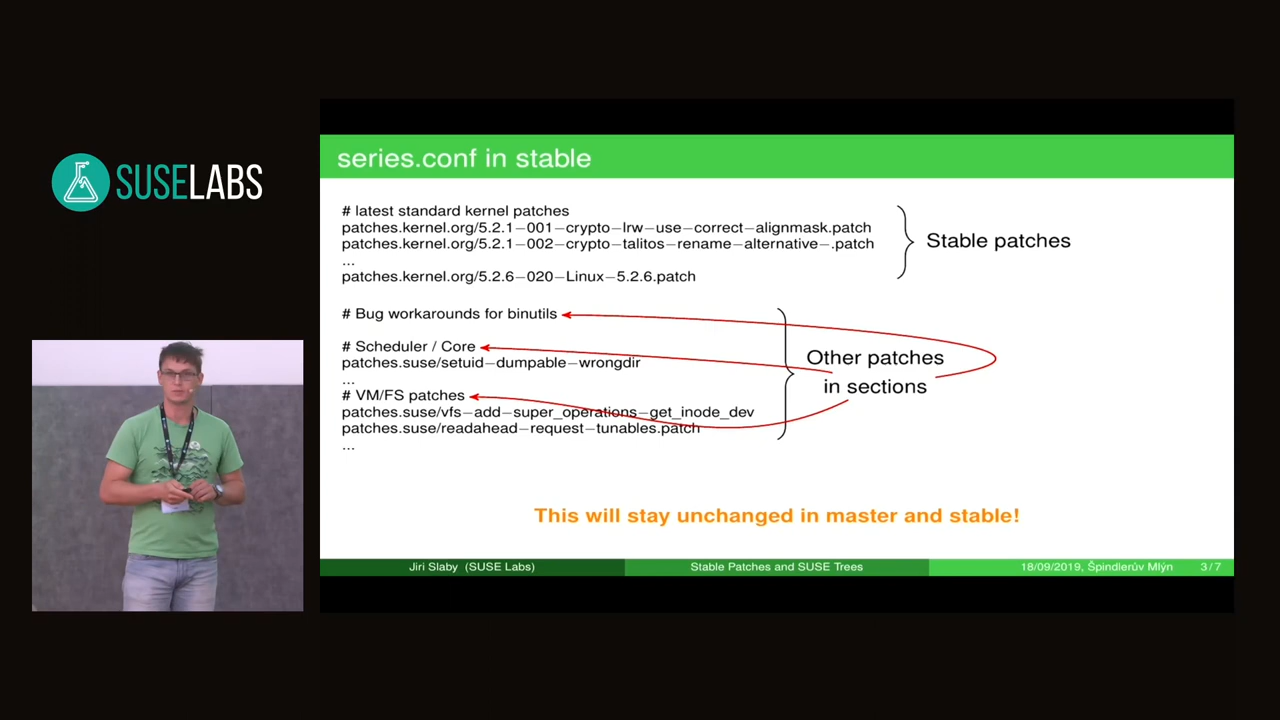 SUSELABS
series.conf in stable
# latest standard kernel patches
patches.kernel.org/5.2.1−001−crypto−lrw−use−correct−alignmask.patch
patches.kernel.org/5.2.1−002−crypto−talitos−rename−alternative−.patch
...
patches.kernel.org/5.2.6−020−Linux−5.2.6.patch
Stable patches
# Bug workarounds for binutils
# Scheduler / Core
patches.suse/setuid−dumpable−wrongdir
...
# VM/FS patches
patches.suse/vfs−add−super_operations−get_inode_dev
patches.suse/readahead−request−tunables.patch
...
Other patches
in sections
This will stay unchanged in master and stable!
Jiri Slaby (SUSE Labs)
Stable Patches and SUSE Trees
18/09/2019, Špindlerův Mlýn
3/7